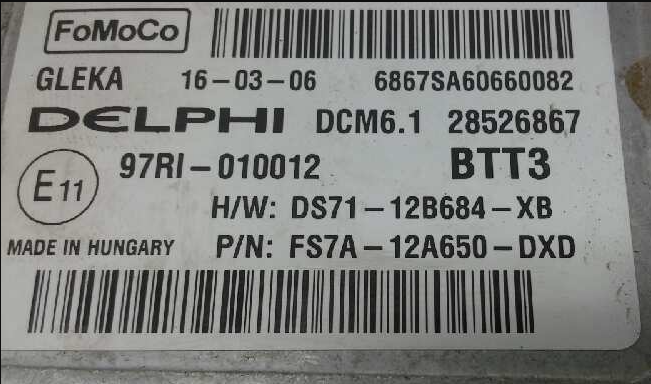 FoMoCo
GLEKA 16-03-06 6867SA60660082
DELPHI DCM6.1 28526867
E11 97RI-010012 BTT3
H/W: DS71-12B684-XB
MADE IN HUNGARY P/N: FS7A-12A650-DXD